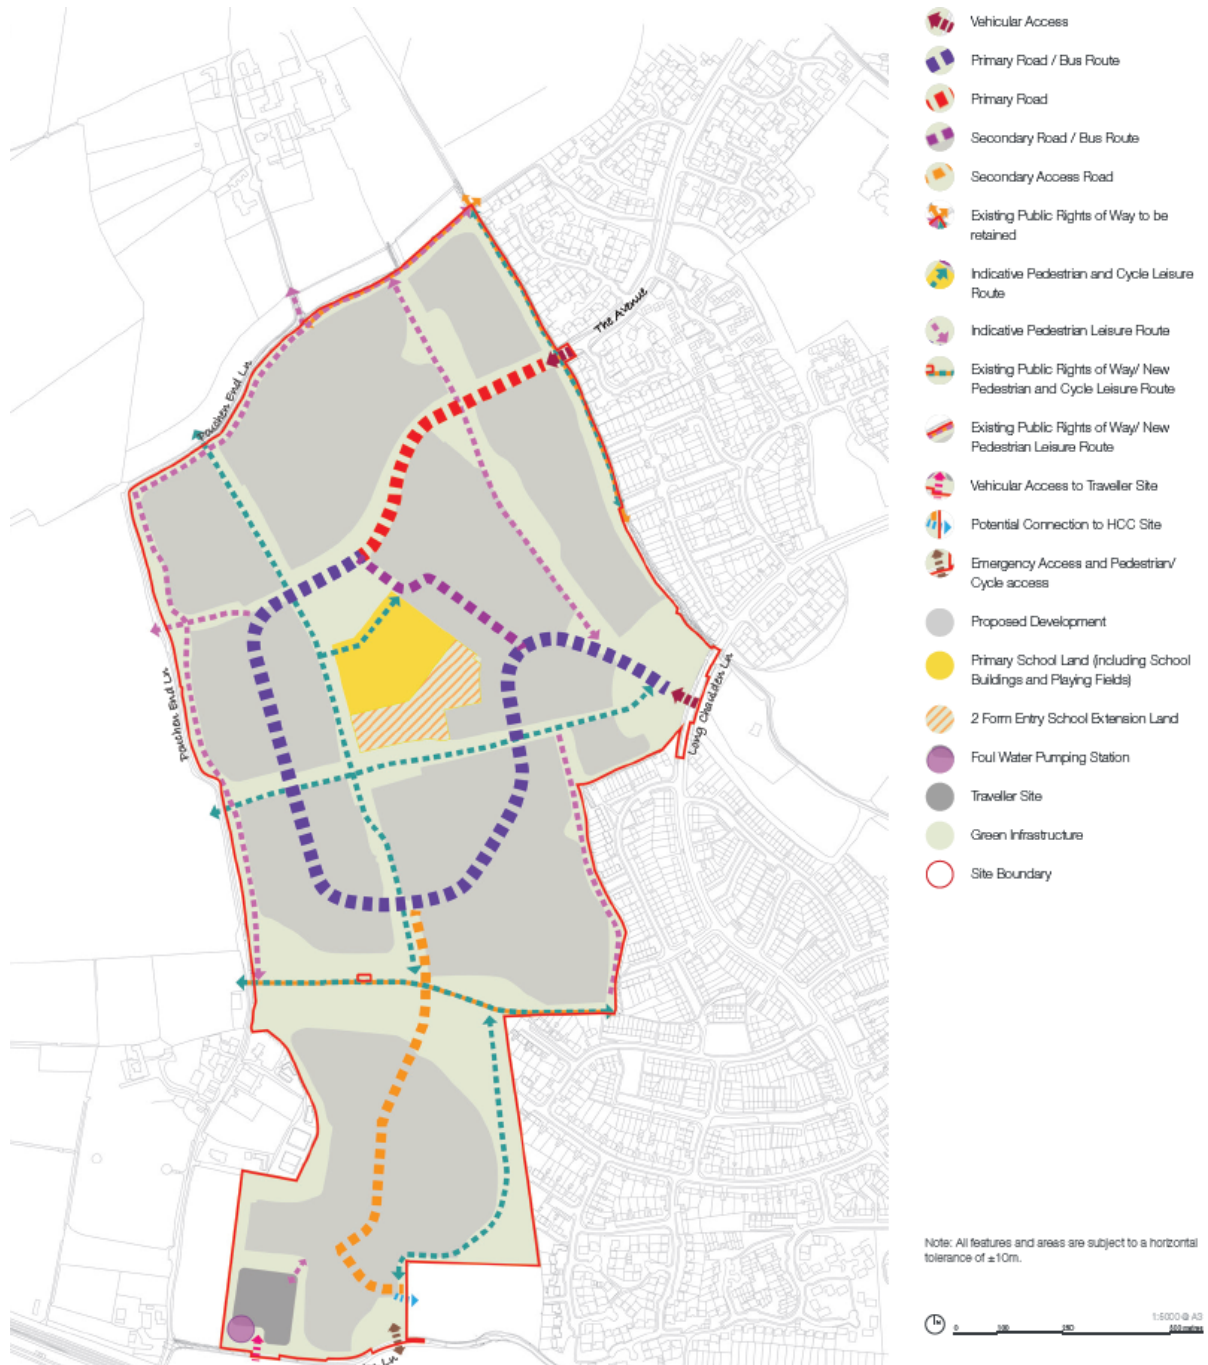 Vehicular Access
Primary Road / Bus Route
Primary Road
Secondary Road / Bus Route
Secondary Access Road
Existing Public Rights of Way to be
retained
Indicative Pedestrian and Cycle Leisure
Route
Indicative Pedestrian Leisure Route
Existing Public Rights of Way/ New
Pedestrian and Cycle Leisure Route
Existing Public Rights of Way/ New
Pedestrian Leisure Route
Vehicular Access to Traveller Site
Potential Connection to HCC Site
Emergency Access and Pedestrian/
Cycle access
Proposed Development
Primary School Land (including School
Buildings and Playing Fields)
2 Form Entry School Extension Land
Foul Water Pumping Station
Traveller Site
Green Infrastructure
Site Boundary
The Avenue
Pouchen End Ln
Pouchen End Ln
Long Chaulden Ln
Ln
Note: All features and areas are subject to a horizontal
tolerance of ±10m.
1:5000 @ A3
0 100 250 500 metres